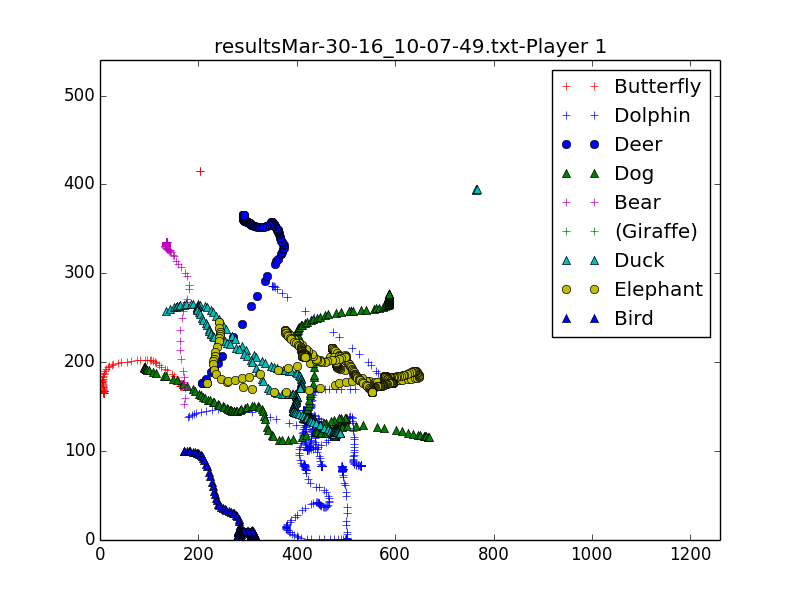 resultsMar-30-16_10-07-49.txt-Player 1
500
400
300
200
100
0
0 200 400 600 800 1000 1200
Butterfly
Dolphin
Deer
Dog
Bear
(Giraffe)
Duck
Elephant
Bird